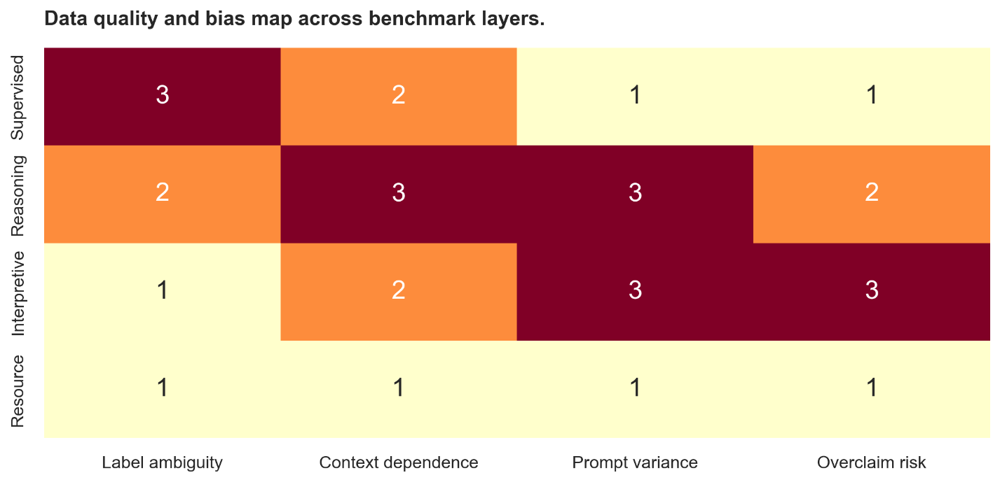 Data quality and bias map across benchmark layers.
Supervised
3
2
1
1
Reasoning
2
3
3
2
Interpretive
1
2
3
3
Resource
1
1
1
1
Label ambiguity
Context dependence
Prompt variance
Overclaim risk